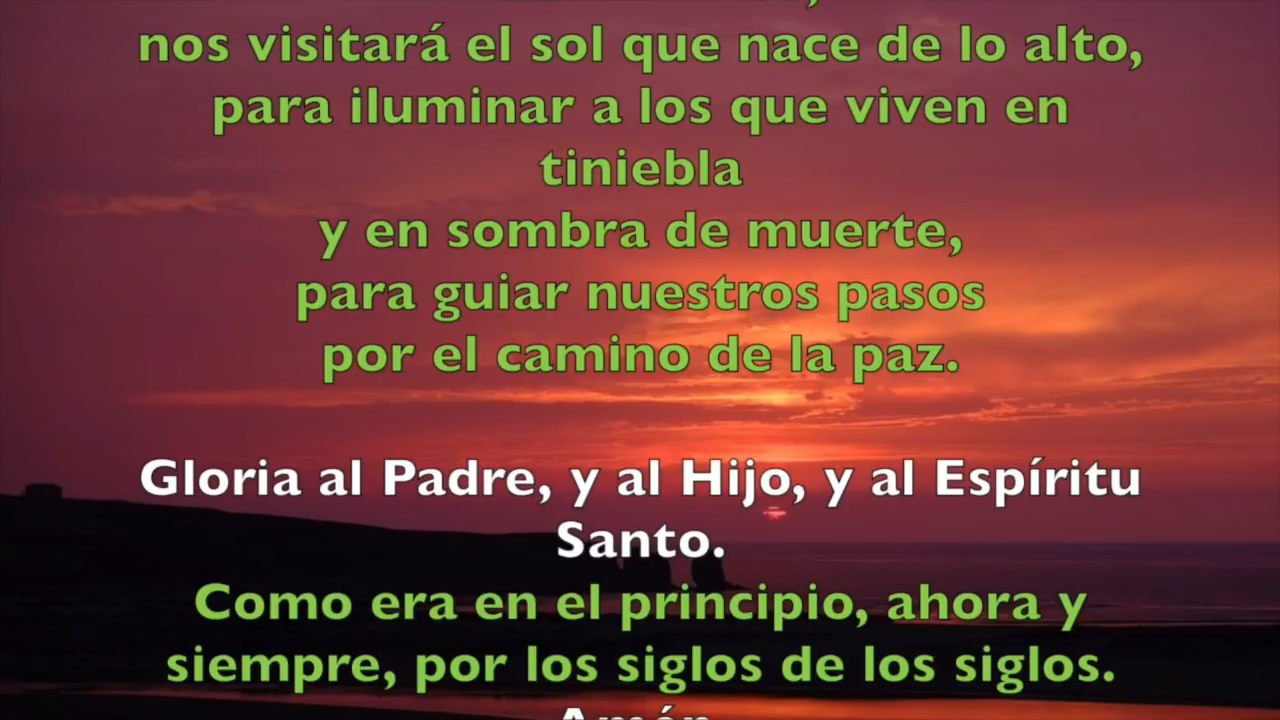 nos visitará el sol que nace de lo alto,
para iluminar a los que viven en
tiniebla
y en sombra de muerte,
para guiar nuestros pasos
por el camino de la paz.
Gloria al Padre, y al Hijo, y al Espíritu
Santo.
Como era en el principio, ahora y
siempre, por los siglos de los siglos.
Amén